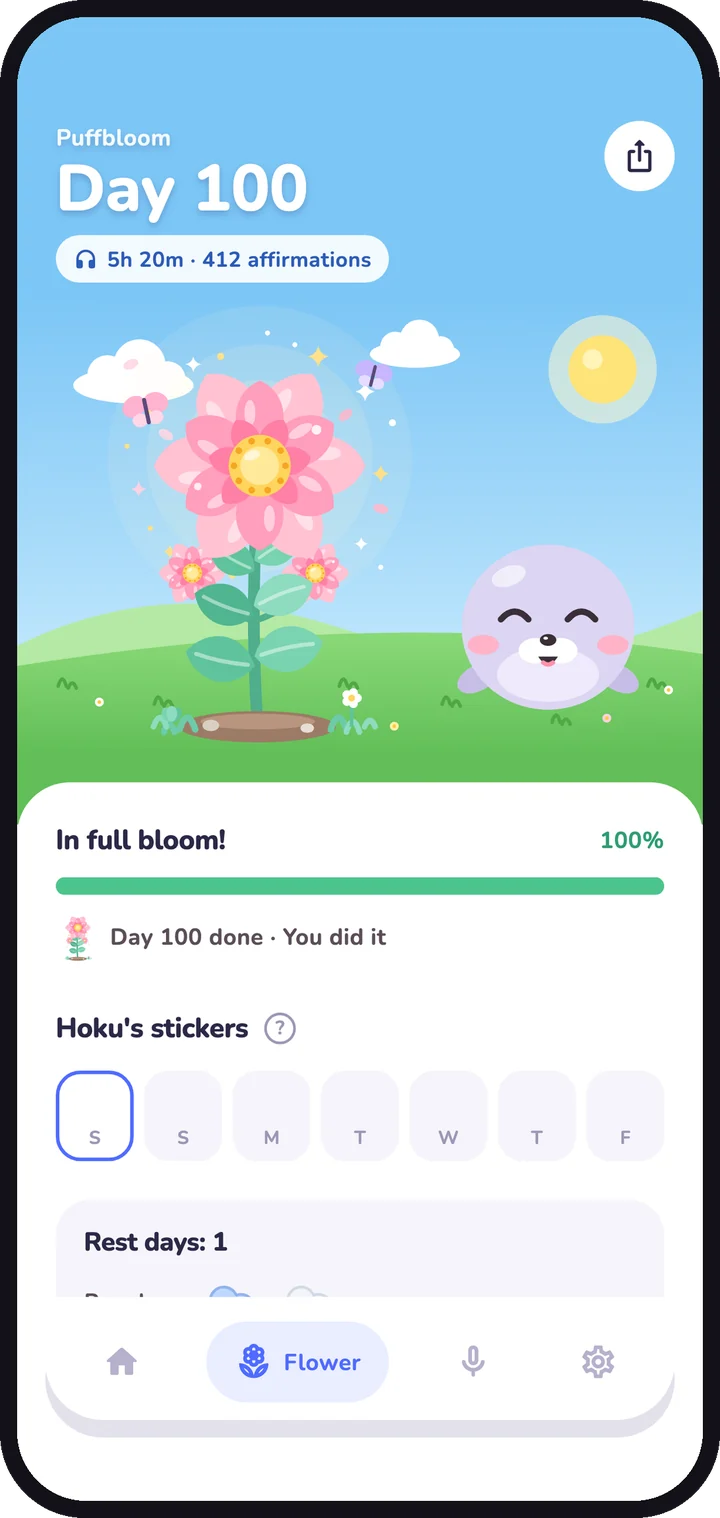 Puffbloom
Day 100
5h 20m · 412 affirmations
In full bloom!
100%
Day 100 done · You did it
Hoku's stickers ?
S S M T W T F
Rest days: 1
Flower